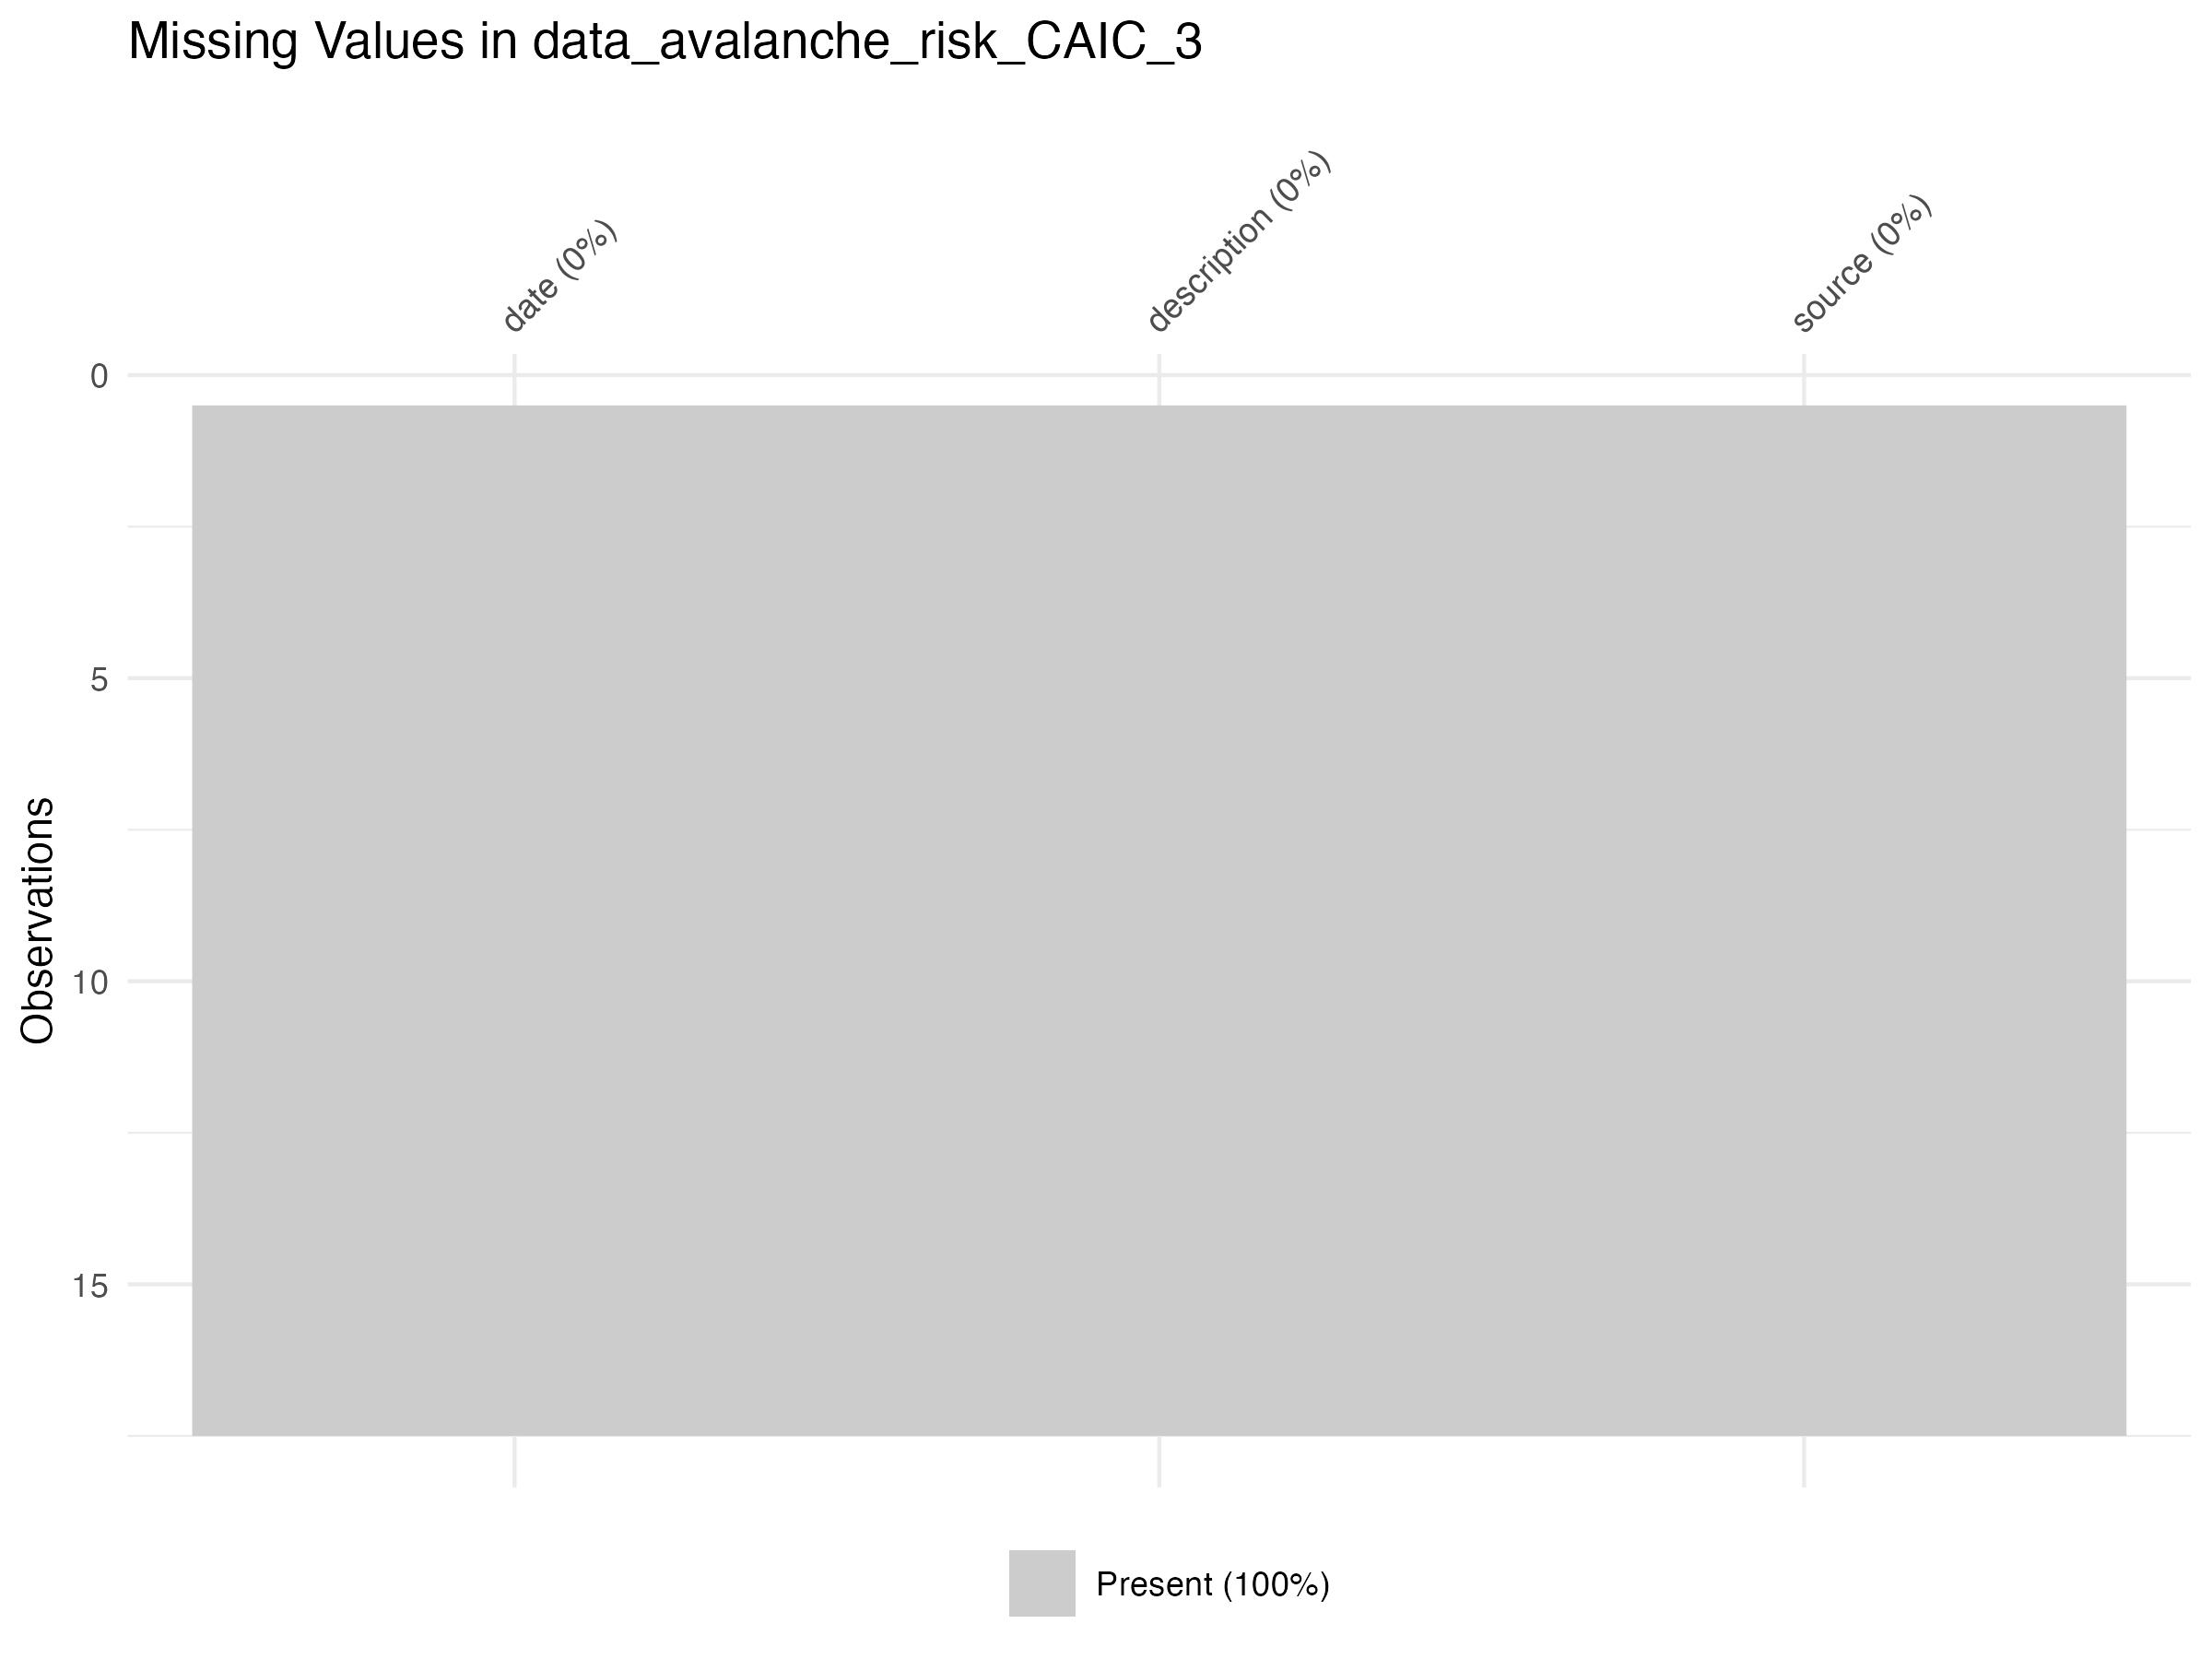 Missing Values in data_avalanche_risk_CAIC_3
date (0%)
description (0%)
source (0%)
0
5
10
15
Observations
Present (100%)